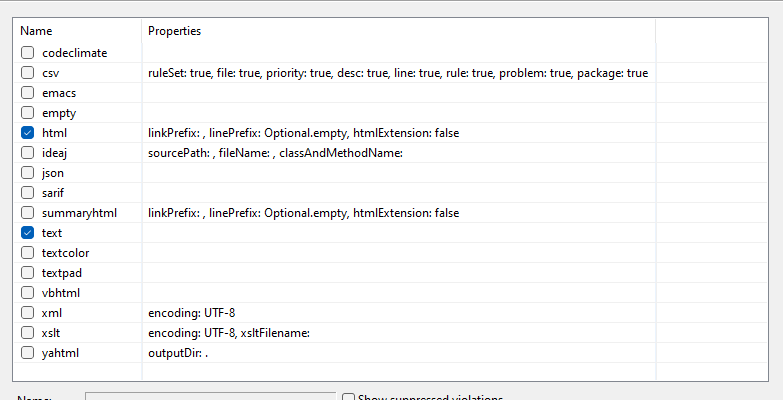 Name Properties
codeclimate
csv ruleSet: true, file: true, priority: true, desc: true, line: true, rule: true, problem: true, package: true
emacs
empty
html linkPrefix: , linePrefix: Optional.empty, htmlExtension: false
ideaj sourcePath: , fileName: , classAndMethodName:
json
sarif
summaryhtml linkPrefix: , linePrefix: Optional.empty, htmlExtension: false
text
textcolor
textpad
vbhtml
xml encoding: UTF-8
xslt encoding: UTF-8, xsltFilename:
yahtml outputDir: .
Name: Show suppressed violations